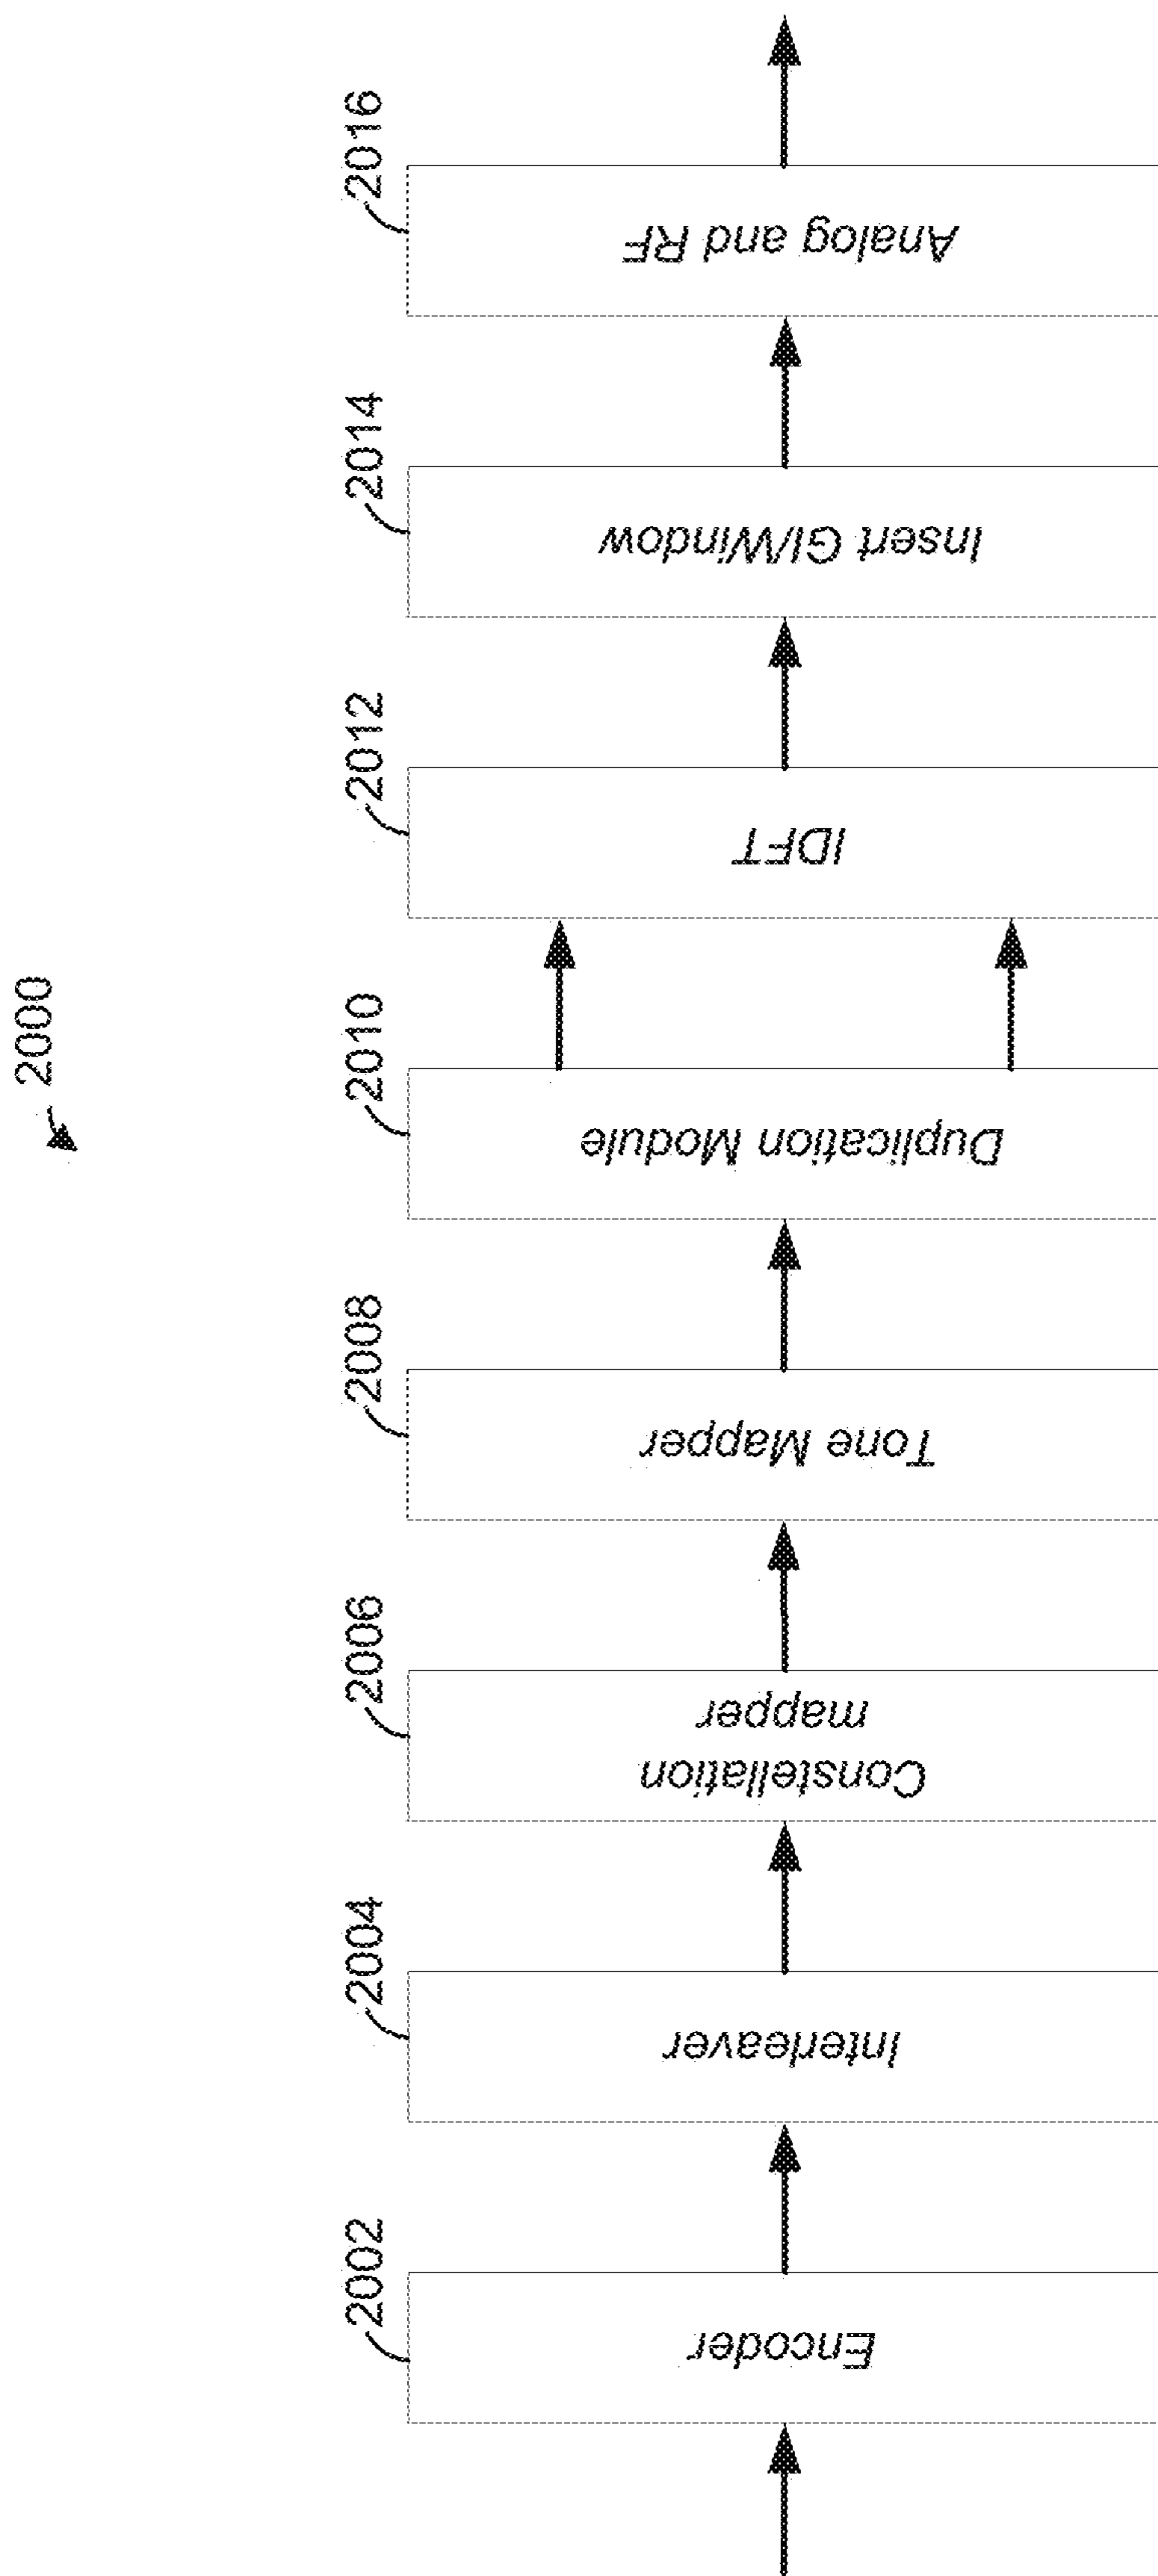 2000
2002
2004
2006
2008
2010
2012
2014
2016
Encoder
Interleaver
Constellation
mapper
Tone Mapper
Duplication Module
IDFT
Insert GI/Window
Analog and RF